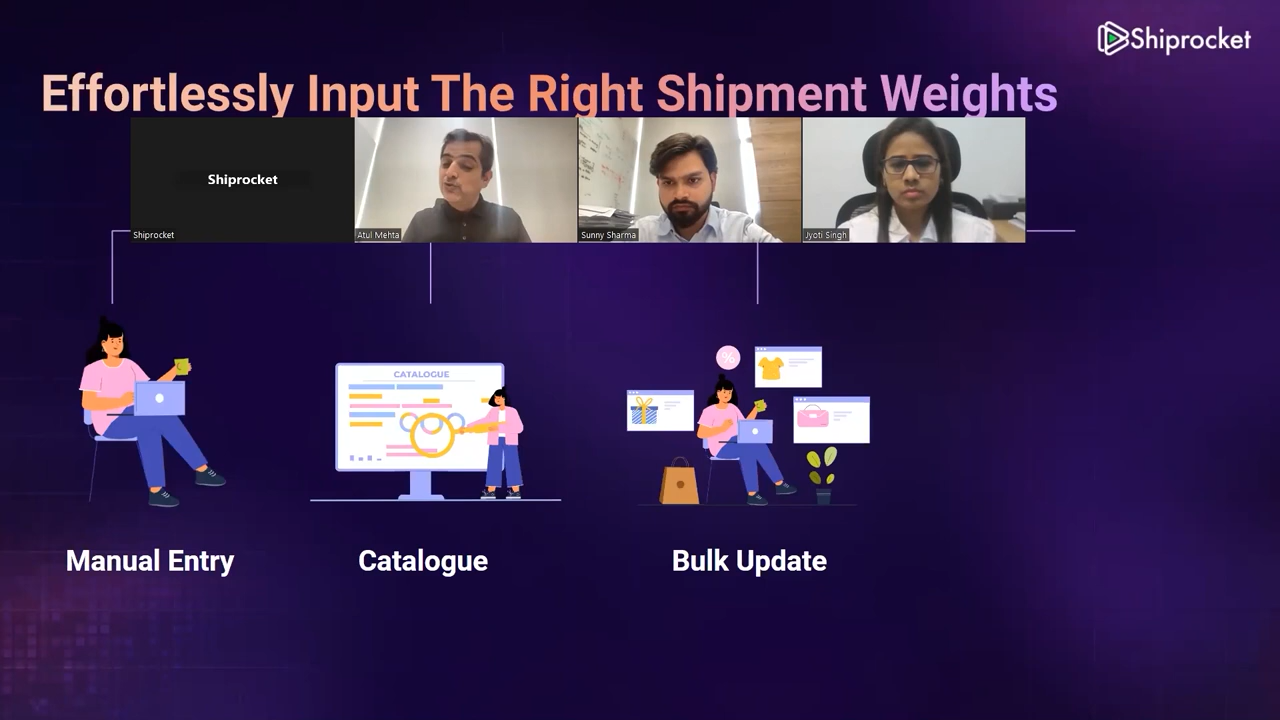 Shiprocket
Effortlessly Input The Right Shipment Weights
Shiprocket
Shiprocket
Atul Mehta
Sunny Sharma
Jyoti Singh
CATALOGUE
%
Manual Entry
Catalogue
Bulk Update